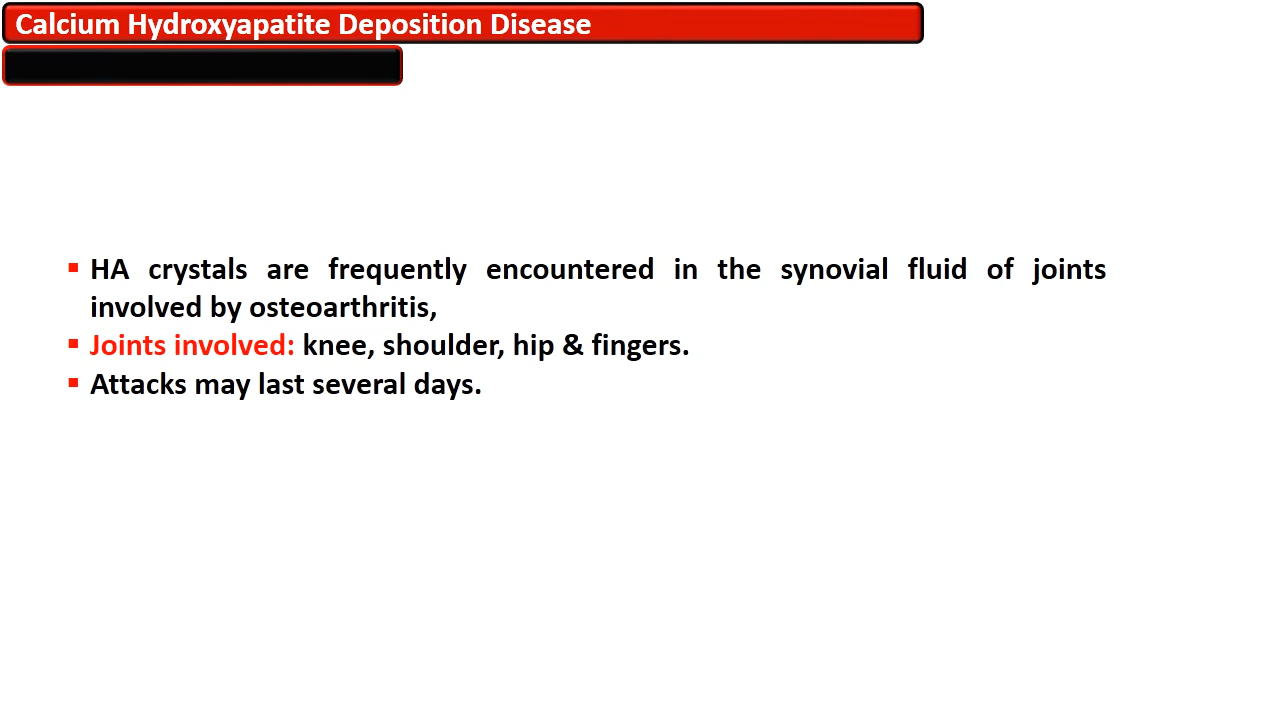 Calcium Hydroxyapatite Deposition Disease
▪ HA crystals are frequently encountered in the synovial fluid of joints
involved by osteoarthritis,
▪ Joints involved: knee, shoulder, hip & fingers.
▪ Attacks may last several days.